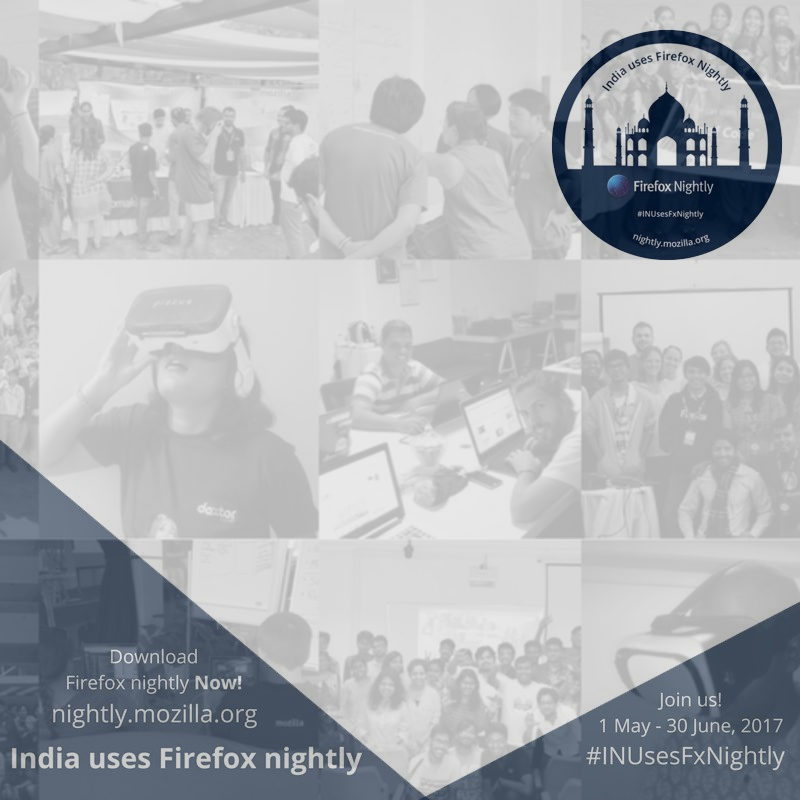 India uses Firefox Nightly
Firefox Nightly
#INUsesFxNightly
nightly.mozilla.org
dextor
Download
Firefox nightly Now!
nightly.mozilla.org
India uses Firefox nightly
Join us!
1 May - 30 June, 2017
#INUsesFxNightly